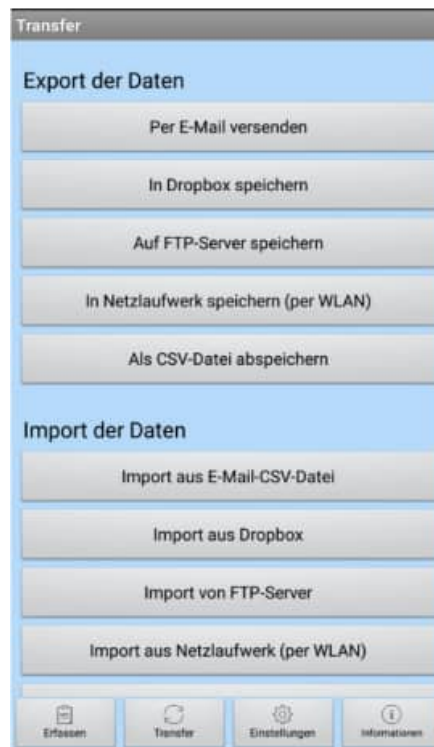 Transfer
Export der Daten
Per E-Mail versenden
In Dropbox speichern
Auf FTP-Server speichern
In Netzlaufwerk speichern (per WLAN)
Als CSV-Datei abspeichern
Import der Daten
Import aus E-Mail-CSV-Datei
Import aus Dropbox
Import von FTP-Server
Import aus Netzlaufwerk (per WLAN)
Erfassen
Transfer
Einstellungen
Informationen